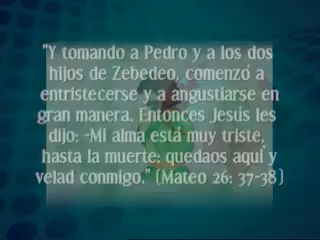 "Y tomando a Pedro y a los dos
hijos de Zebedeo, comenzó a
entristecerse y a angustiarse en
gran manera. Entonces Jesús les
dijo: -Mi alma está muy triste,
hasta la muerte; quedaos aquí y
velad conmigo." (Mateo 26: 37-38)